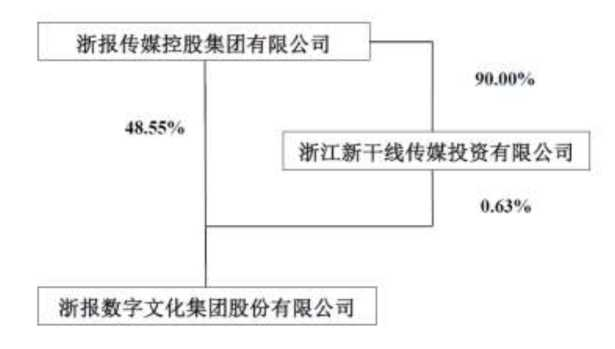 浙报传媒控股集团有限公司
90.00%
48.55%
浙江新干线传媒投资有限公司
0.63%
浙报数字文化集团股份有限公司